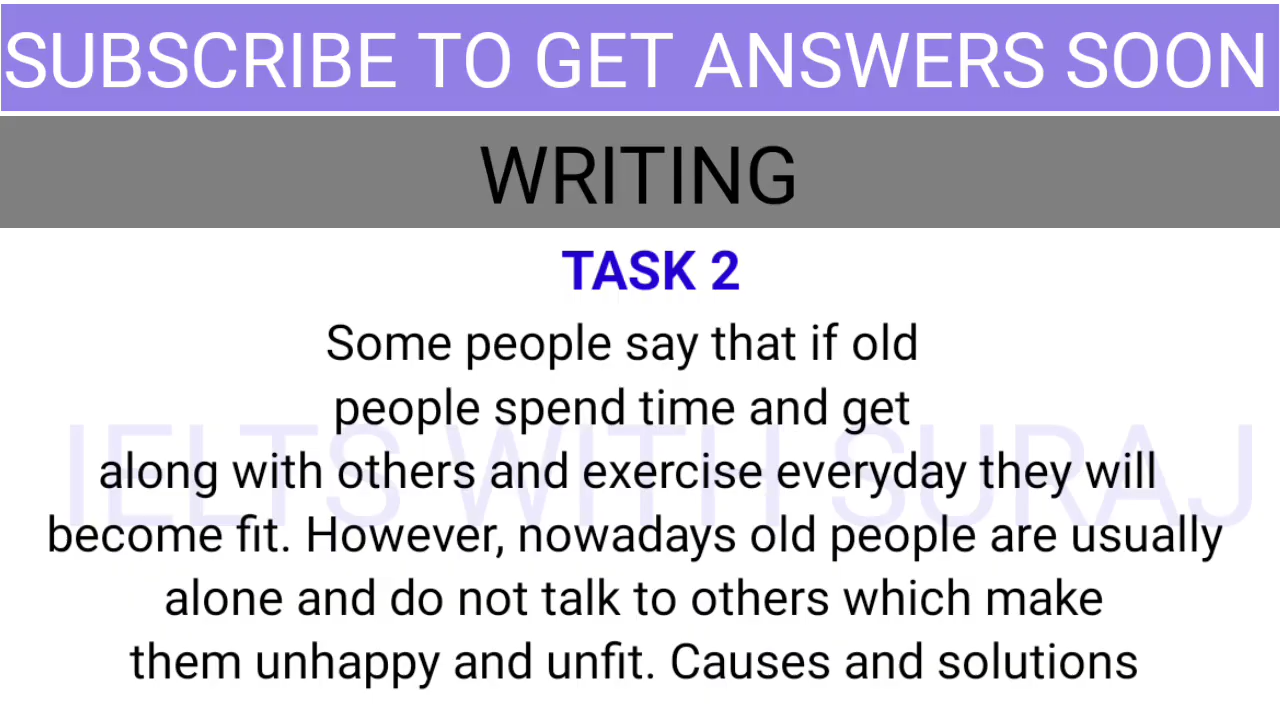 SUBSCRIBE TO GET ANSWERS SOON
WRITING
TASK 2
Some people say that if old
people spend time and get
along with others and exercise everyday they will
become fit. However, nowadays old people are usually
alone and do not talk to others which make
them unhappy and unfit. Causes and solutions
IELTS WITH SURAJ